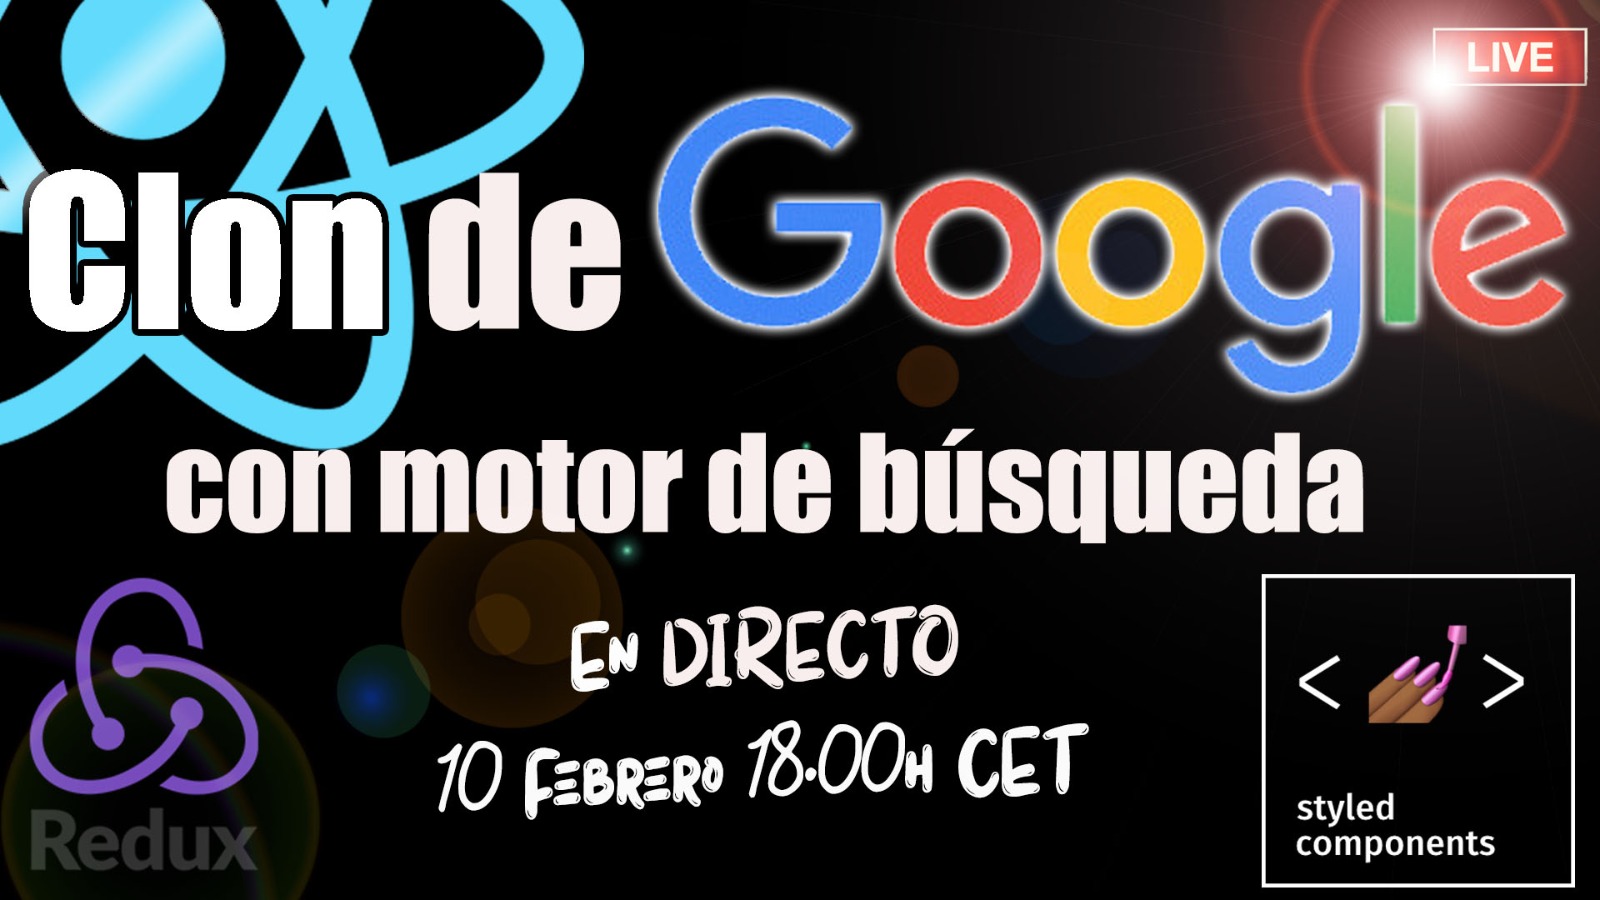 LIVE
Clon de Google
con motor de búsqueda
En DIRECTO
10 Febrero 18.00H CET
Redux
< >
styled
components